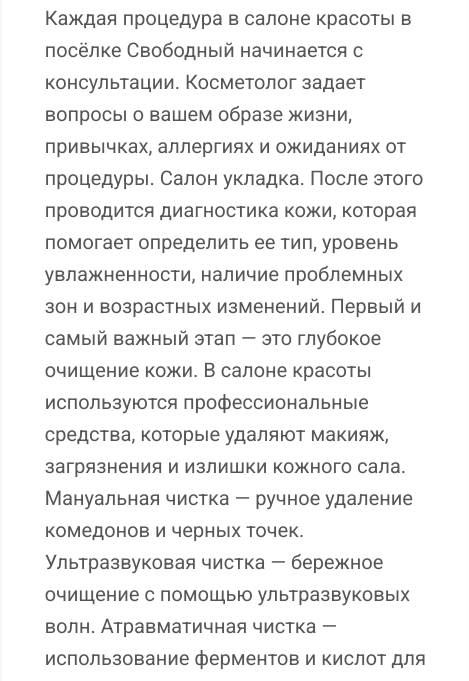 Каждая процедура в салоне красоты в
посёлке Свободный начинается с
консультации. Косметолог задает
вопросы о вашем образе жизни,
привычках, аллергиях и ожиданиях от
процедуры. Салон укладка. После этого
проводится диагностика кожи, которая
помогает определить ее тип, уровень
увлажненности, наличие проблемных
зон и возрастных изменений. Первый и
самый важный этап — это глубокое
очищение кожи. В салоне красоты
используются профессиональные
средства, которые удаляют макияж,
загрязнения и излишки кожного сала.
Мануальная чистка — ручное удаление
комедонов и черных точек.
Ультразвуковая чистка — бережное
очищение с помощью ультразвуковых
волн. Атравматичная чистка —
использование ферментов и кислот для